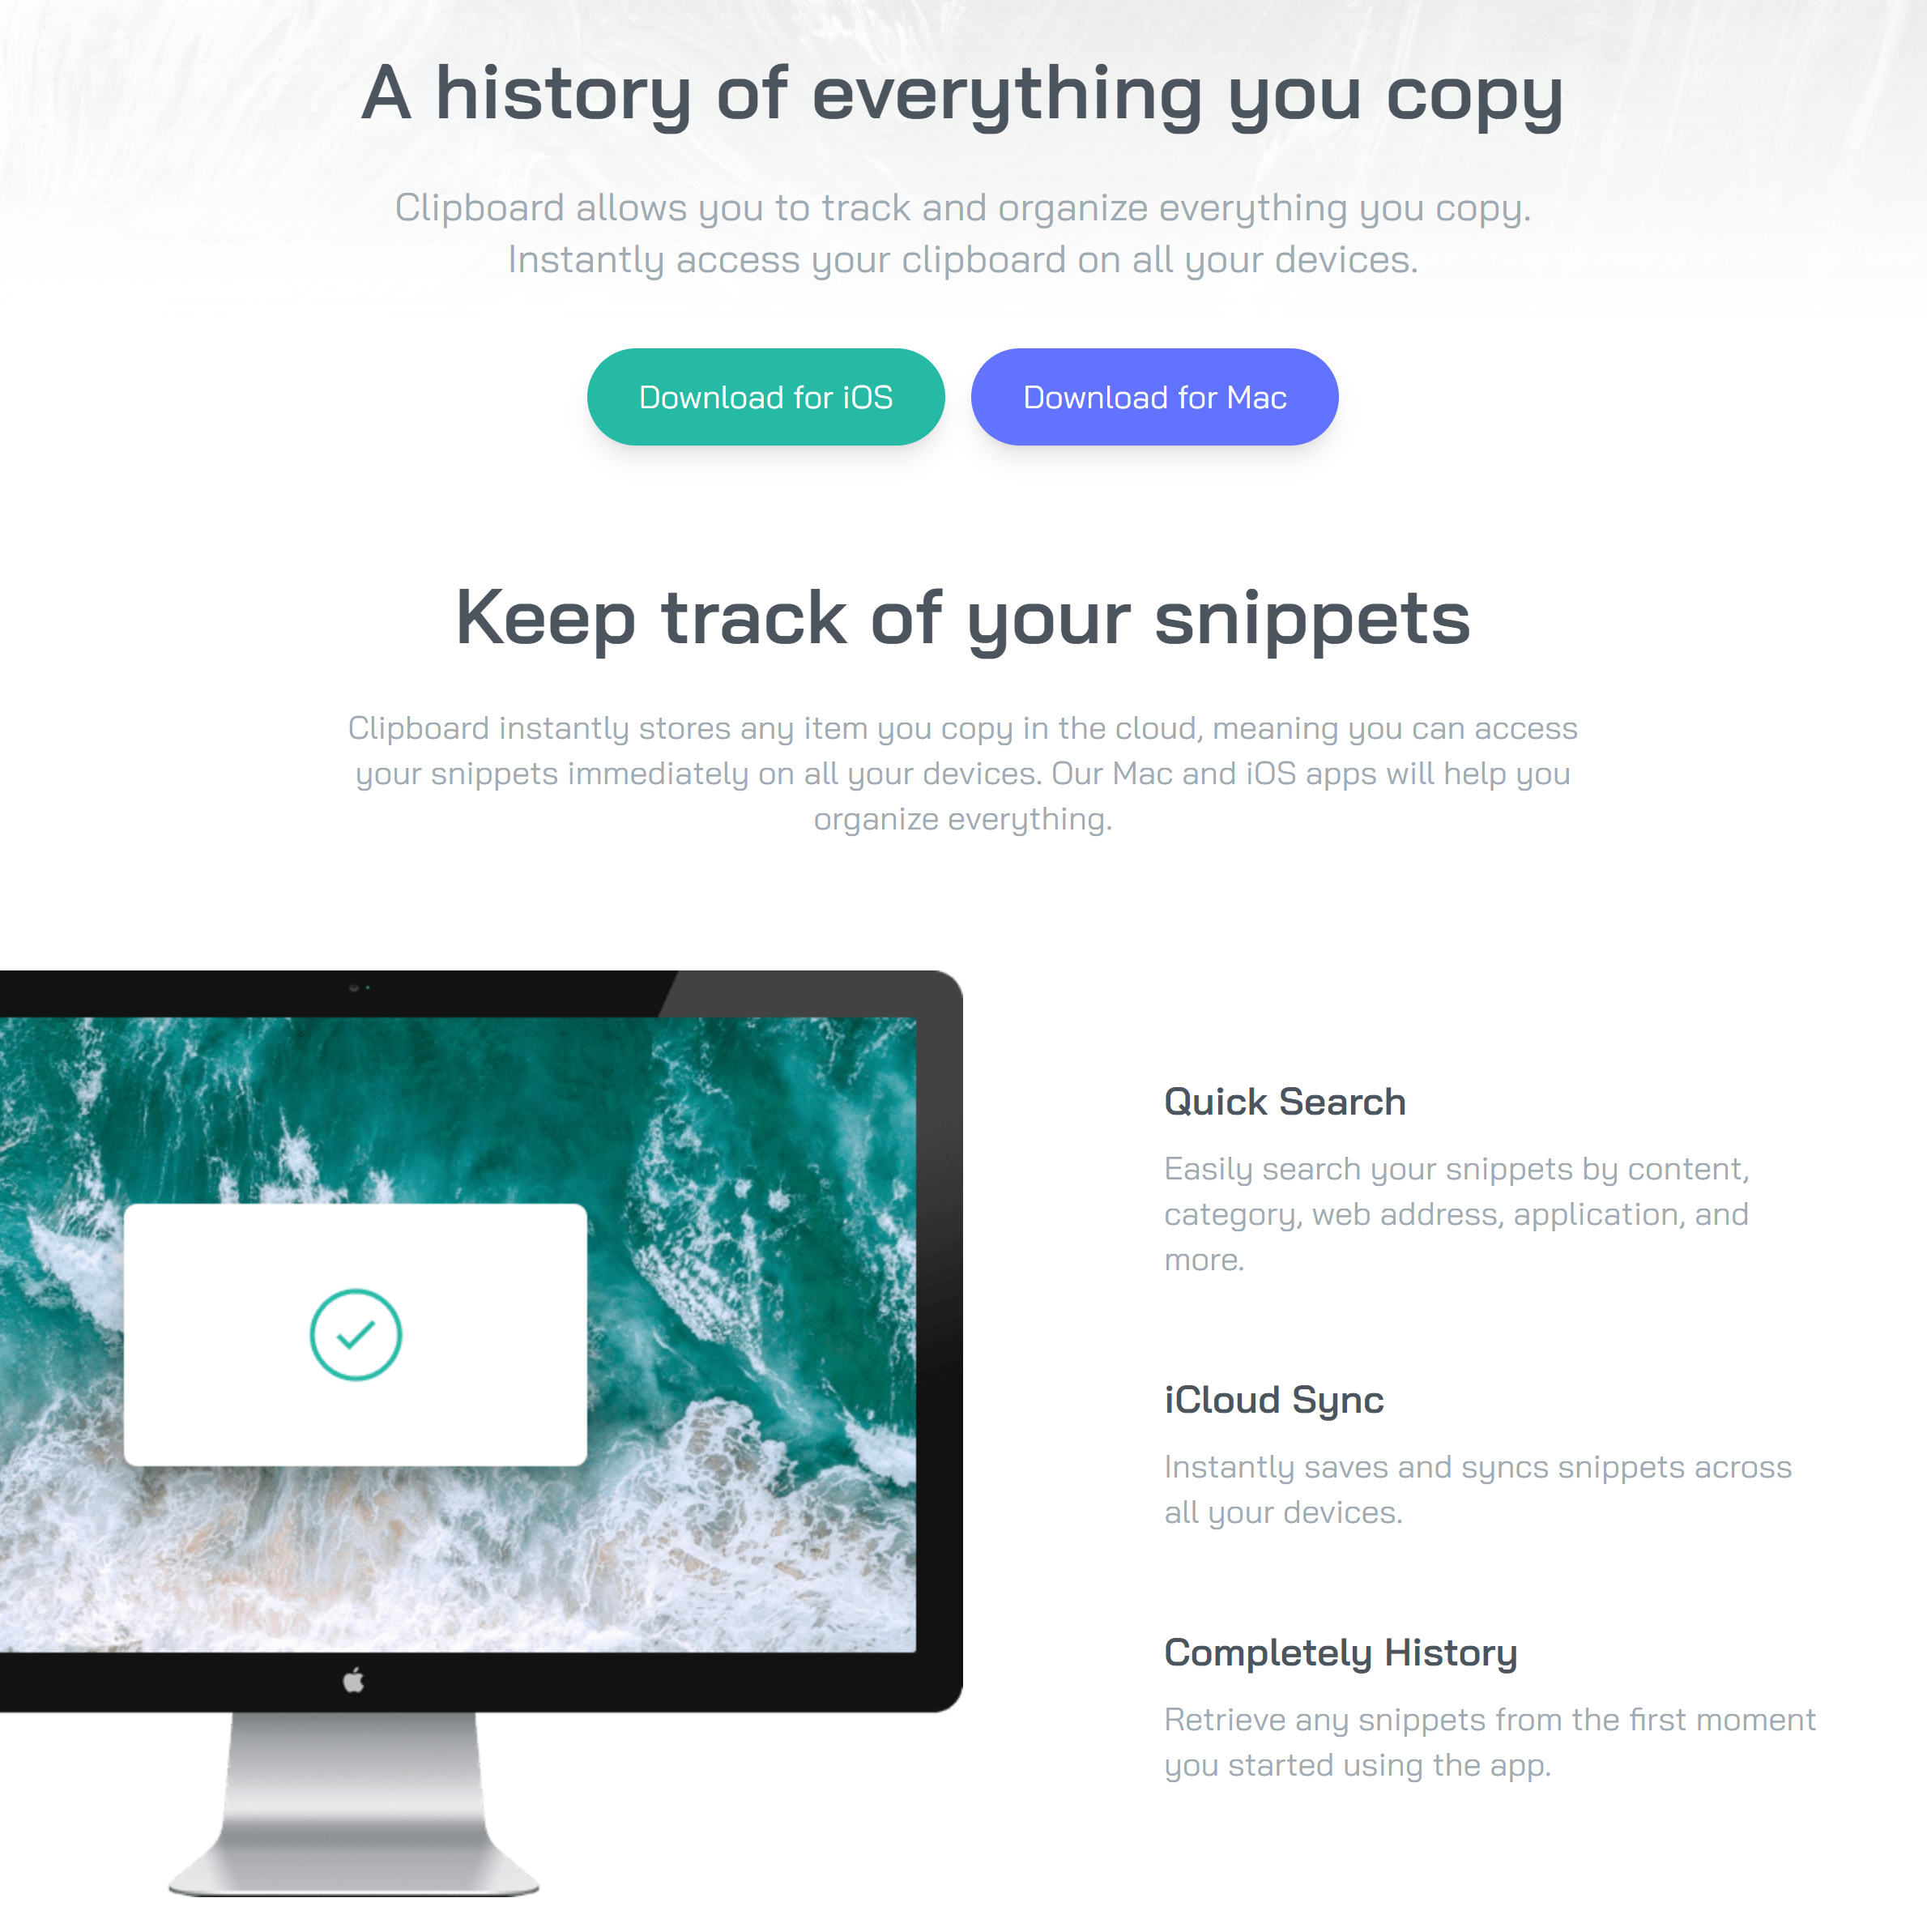 A history of everything you copy
Clipboard allows you to track and organize everything you copy.
Instantly access your clipboard on all your devices.
Download for iOS
Download for Mac
Keep track of your snippets
Clipboard instantly stores any item you copy in the cloud, meaning you can access
your snippets immediately on all your devices. Our Mac and iOS apps will help you
organize everything.
Quick Search
Easily search your snippets by content,
category, web address, application, and
more.
iCloud Sync
Instantly saves and syncs snippets across
all your devices.
Completely History
Retrieve any snippets from the first moment
you started using the app.